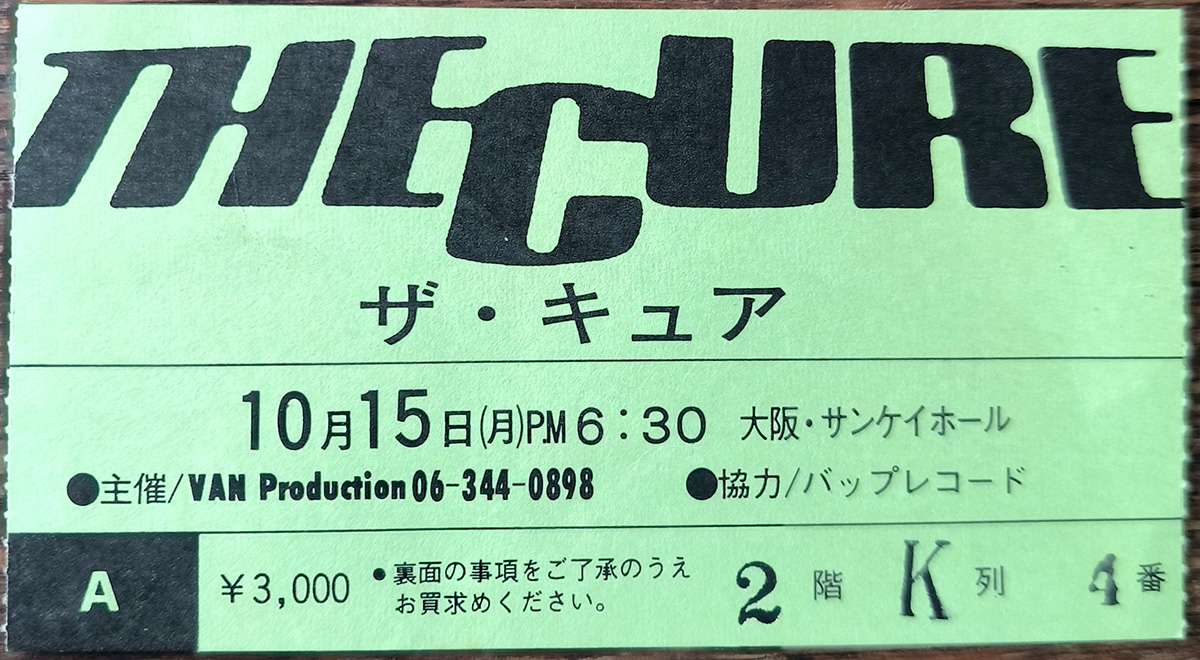 THE CURE
ザ・キュア
10月15日(月)P.M.6:30 大阪・サンケイホール
●主催/VAN Production 06-344-0898 ●協力/バップレコード
A ¥3,000 •裏面の事項をご了承のうえ
お買求めください。
2階 K列 4番